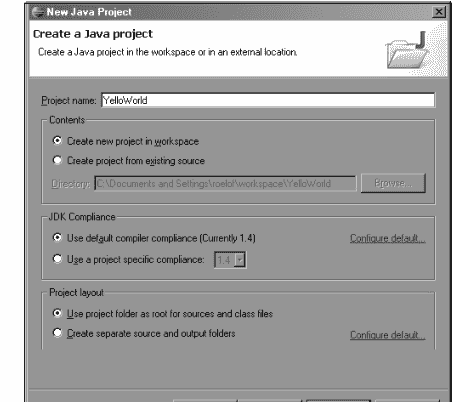 New Java Project
Create a Java project
Create a Java project in the workspace or in an external location.
Project name: YelloWorld
Contents
Create new project in workspace
Create project from existing source
Directory: C:\Documents and Settings\roelol\workspace\YelloWorld Browse...
JDK Compliance
Use default compiler compliance (Currently 1.4) Configure default...
Use a project specific compliance: 1.4
Project layout
Use project folder as root for sources and class files
Create separate source and output folders Configure default...